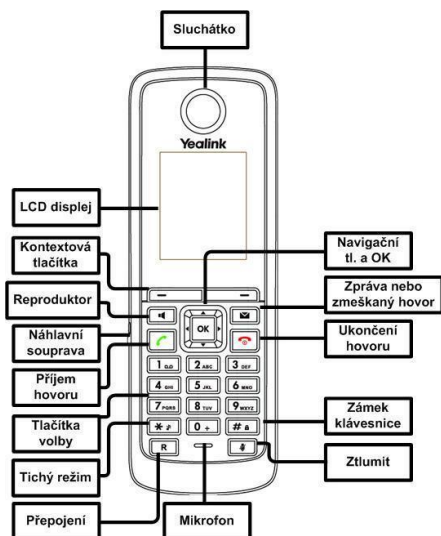 Sluchátko
Yealink
LCD displej
Kontextová
tlačítka
Navigační
tl. a OK
Reproduktor
Zpráva nebo
zmeškaný hovor
OK
Náhlavní
souprava
Ukončení
hovoru
Příjem
hovoru
1
2 ABC
3 DEF
4 GHI
5 JKL
6 MNO
Tlačítka
volby
7 PQRS
8 TUV
9 WXYZ
Zámek
klávesnice
* 
0 +
#
Tichý režim
R
Ztlumit
Přepojení
Mikrofon